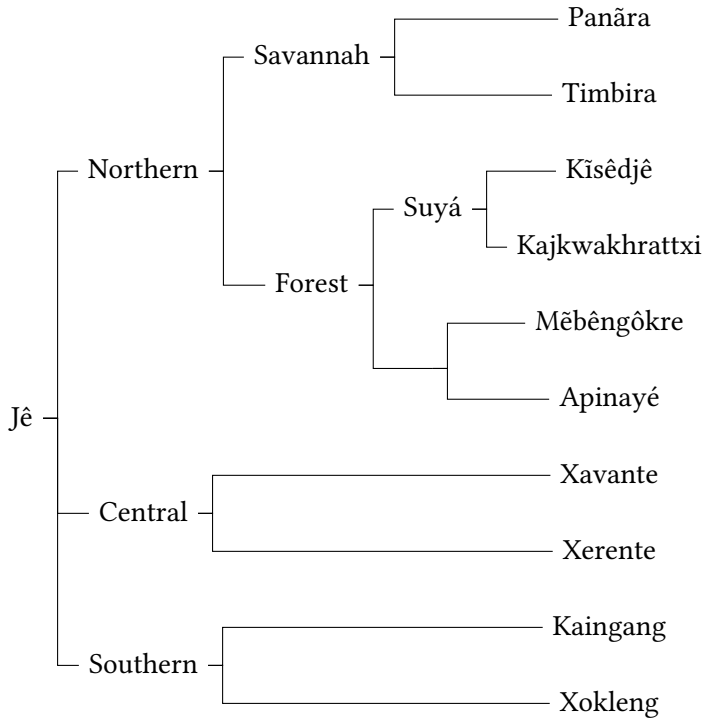 Panãra
Savannah
Timbira
Northern
Kĩsêdjê
Suyá
Kajkwakhrattxi
Forest
Mẽbêngôkre
Apinayé
Jê
Xavante
Central
Xerente
Kaingang
Southern
Xokleng